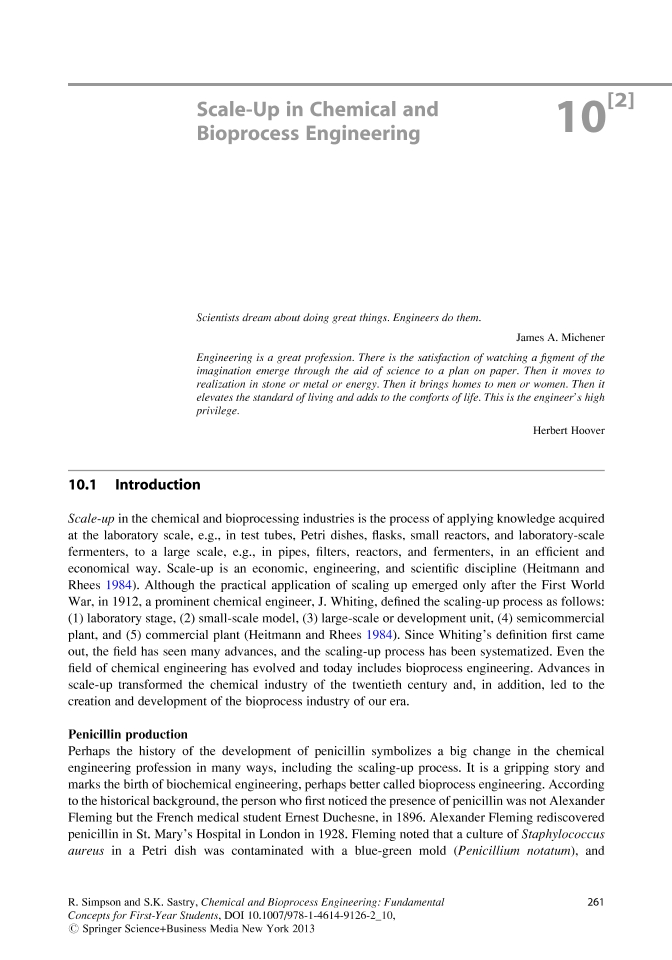 Scale-Up in Chemical and
Bioprocess Engineering
10[2]
Scientists dream about doing great things. Engineers do them.
James A. Michener
Engineering is a great profession. There is the satisfaction of watching a figment of the
imagination emerge through the aid of science to a plan on paper. Then it moves to
realization in stone or metal or energy. Then it brings homes to men or women. Then it
elevates the standard of living and adds to the comforts of life. This is the engineer's high
privilege.
Herbert Hoover
10.1 Introduction
Scale-up in the chemical and bioprocessing industries is the process of applying knowledge acquired
at the laboratory scale, e.g., in test tubes, Petri dishes, flasks, small reactors, and laboratory-scale
fermenters, to a large scale, e.g., in pipes, filters, reactors, and fermenters, in an efficient and
economical way. Scale-up is an economic, engineering, and scientific discipline (Heitmann and
Rhees 1984). Although the practical application of scaling up emerged only after the First World
War, in 1912, a prominent chemical engineer, J. Whiting, defined the scaling-up process as follows:
(1) laboratory stage, (2) small-scale model, (3) large-scale or development unit, (4) semicommercial
plant, and (5) commercial plant (Heitmann and Rhees 1984). Since Whiting's definition first came
out, the field has seen many advances, and the scaling-up process has been systematized. Even the
field of chemical engineering has evolved and today includes bioprocess engineering. Advances in
scale-up transformed the chemical industry of the twentieth century and, in addition, led to the
creation and development of the bioprocess industry of our era.
Penicillin production
Perhaps the history of the development of penicillin symbolizes a big change in the chemical
engineering profession in many ways, including the scaling-up process. It is a gripping story and
marks the birth of biochemical engineering, perhaps better called bioprocess engineering. According
to the historical background, the person who first noticed the presence of penicillin was not Alexander
Fleming but the French medical student Ernest Duchesne, in 1896. Alexander Fleming rediscovered
penicillin in St. Mary's Hospital in London in 1928. Fleming noted that a culture of Staphylococcus
aureus in a Petri dish was contaminated with a blue-green mold (Penicillium notatum), and
R. Simpson and S.K. Sastry, Chemical and Bioprocess Engineering: Fundamental
Concepts for First-Year Students, DOI 10.1007/978-1-4614-9126-2_10,
© Springer Science+Business Media New York 2013
261